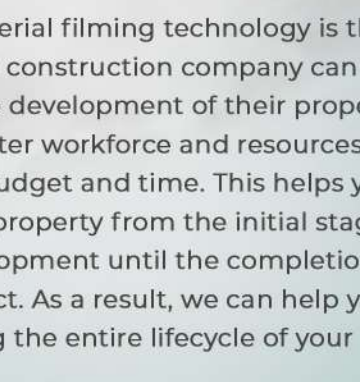 erial filming technology is t
construction company can
development of their prope
ter workforce and resources
udget and time. This helps y
property from the initial stag
opment until the completio
ct. As a result, we can help y
g the entire lifecycle of your